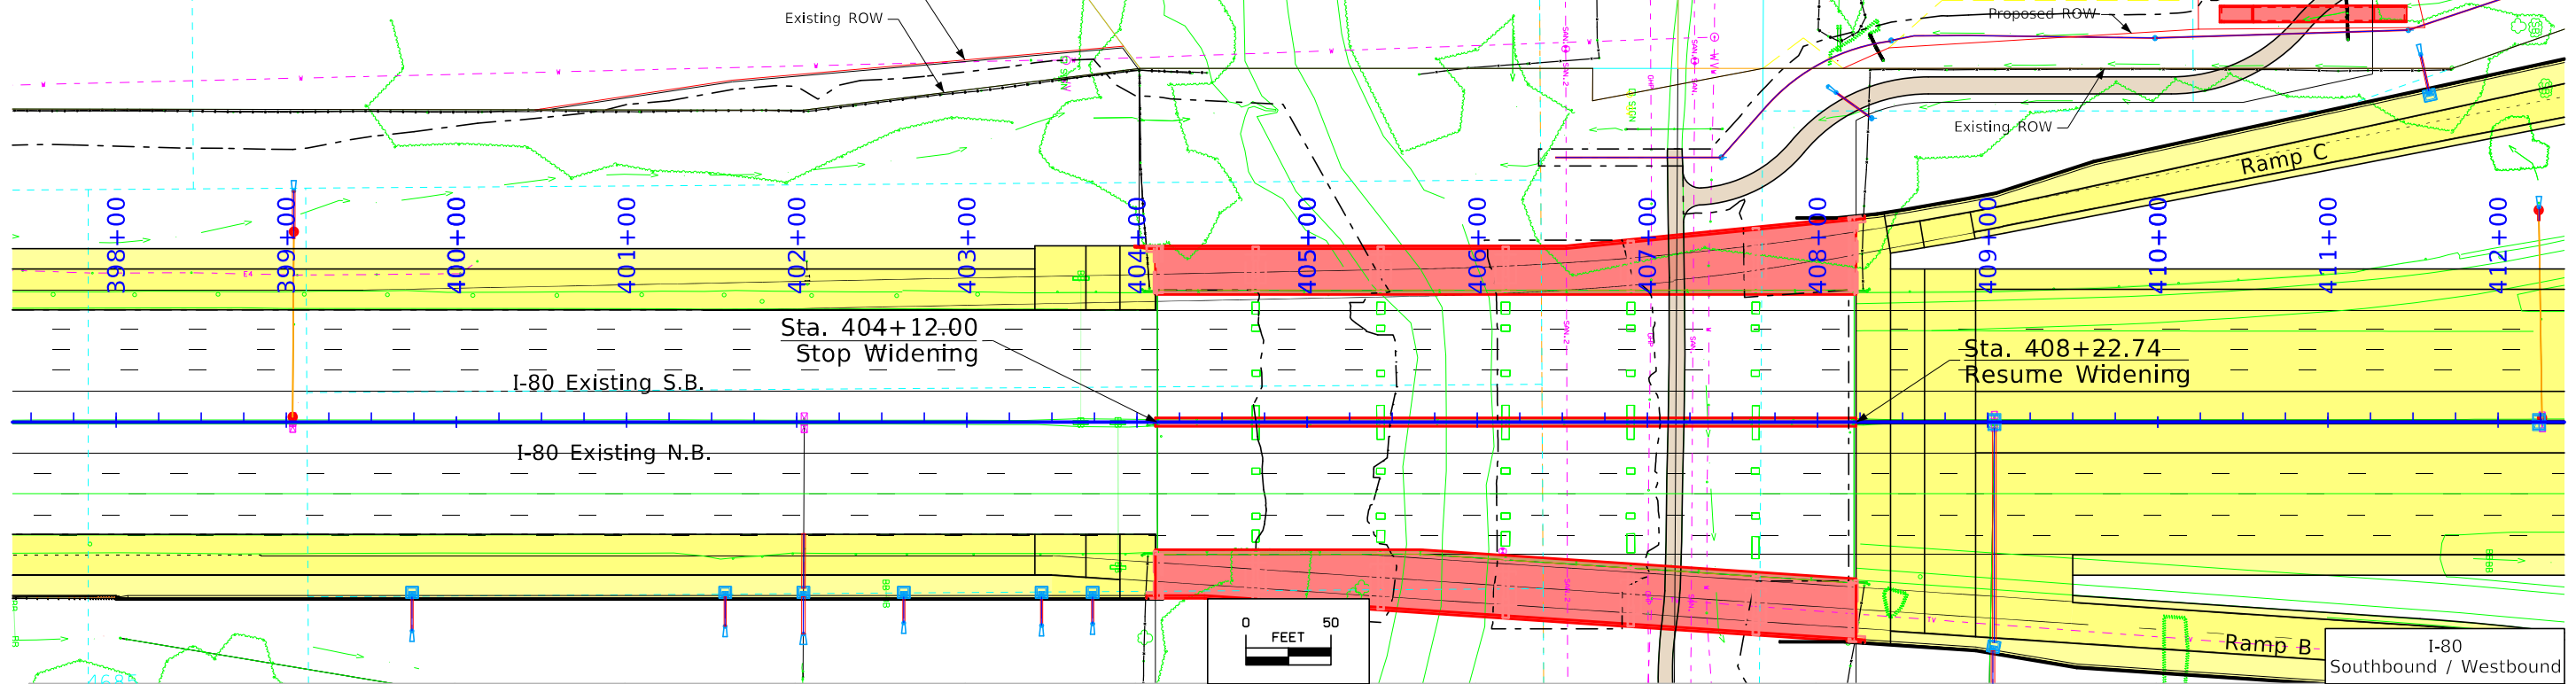 Existing ROW
Proposed ROW
Existing ROW
Ramp C
398+00
399+00
400+00
401+00
402+00
403+00
404+00
405+00
406+00
407+00
408+00
409+00
410+00
411+00
412+00
Sta. 404+12.00
Stop Widening
Sta. 408+22.74
Resume Widening
I-80 Existing S.B.
I-80 Existing N.B.
0 50
FEET
Ramp B
I-80
Southbound / Westbound
4685